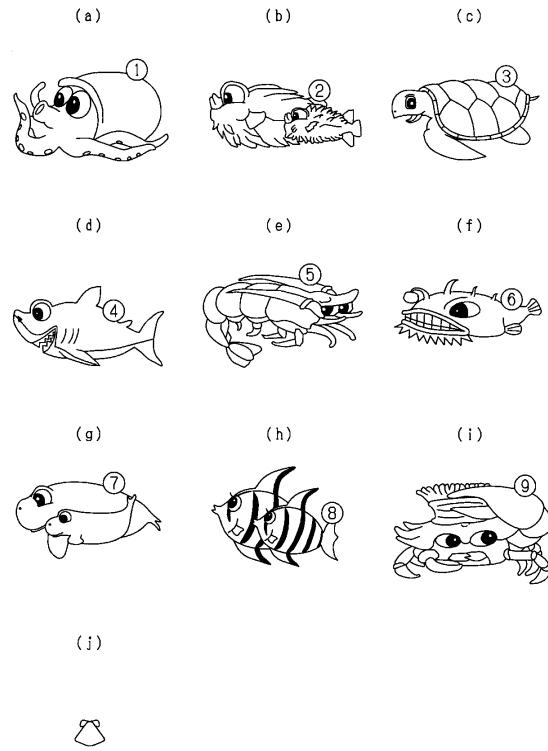 (a) (b) (c)
① ② ③
(d) (e) (f)
④ ⑤ ⑥
(g) (h) (i)
⑦ ⑧ ⑨
(j)